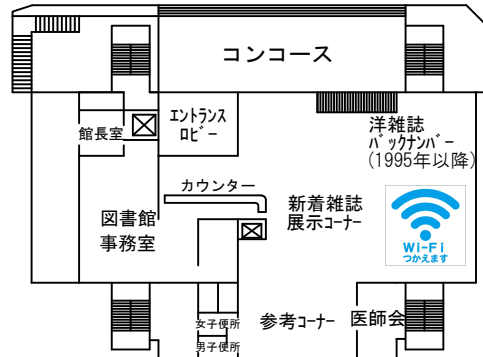 コンコース
館長室
エントランス
ロビー
洋雑誌
バックナンバー
(1995年以降)
カウンター
新着雑誌
展示コーナー
図書館
事務室
Wi-Fi
つかえます
女子便所
男子便所
参考コーナー
医師会